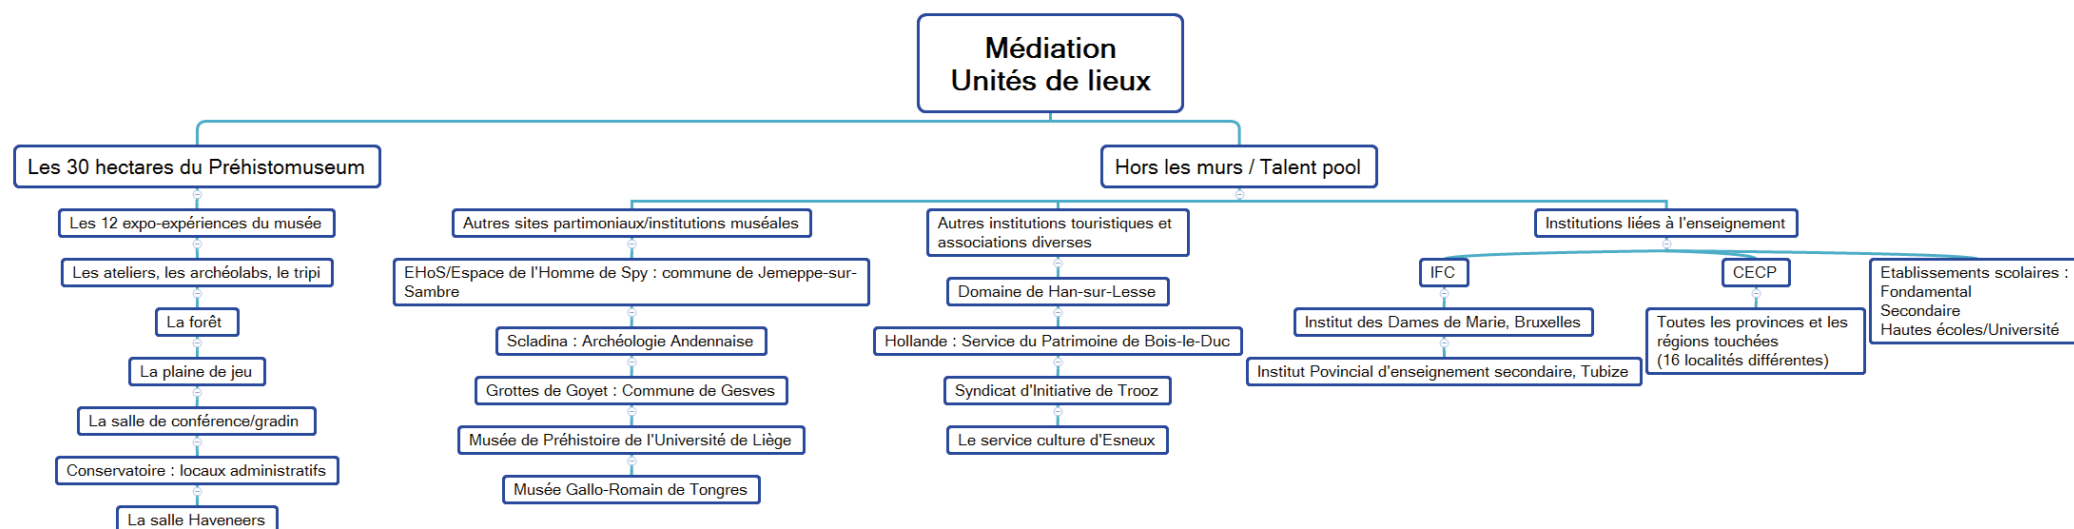 Médiation
Unités de lieux
Les 30 hectares du Préhistomuseum
Hors les murs / Talent pool
Les 12 expo-expériences du musée
Les ateliers, les archéolabs, le tripi
La forêt
La plaine de jeu
La salle de conférence/gradin
Conservatoire : locaux administratifs
La salle Haveneers
Autres sites partimoniaux/institutions muséales
EHoS/Espace de l'Homme de Spy : commune de Jemeppe-sur-
Sambre
Scladina : Archéologie Andennaise
Grottes de Goyet : Commune de Gesves
Musée de Préhistoire de l'Université de Liège
Musée Gallo-Romain de Tongres
Autres institutions touristiques et
associations diverses
Domaine de Han-sur-Lesse
Hollande : Service du Patrimoine de Bois-le-Duc
Syndicat d'Initiative de Trooz
Le service culture d'Esneux
Institutions liées à l'enseignement
IFC
Institut des Dames de Marie, Bruxelles
Institut Povincial d'enseignement secondaire, Tubize
CECP
Toutes les provinces et les
régions touchées
(16 localités différentes)
Etablissements scolaires :
Fondamental
Secondaire
Hautes écoles/Université